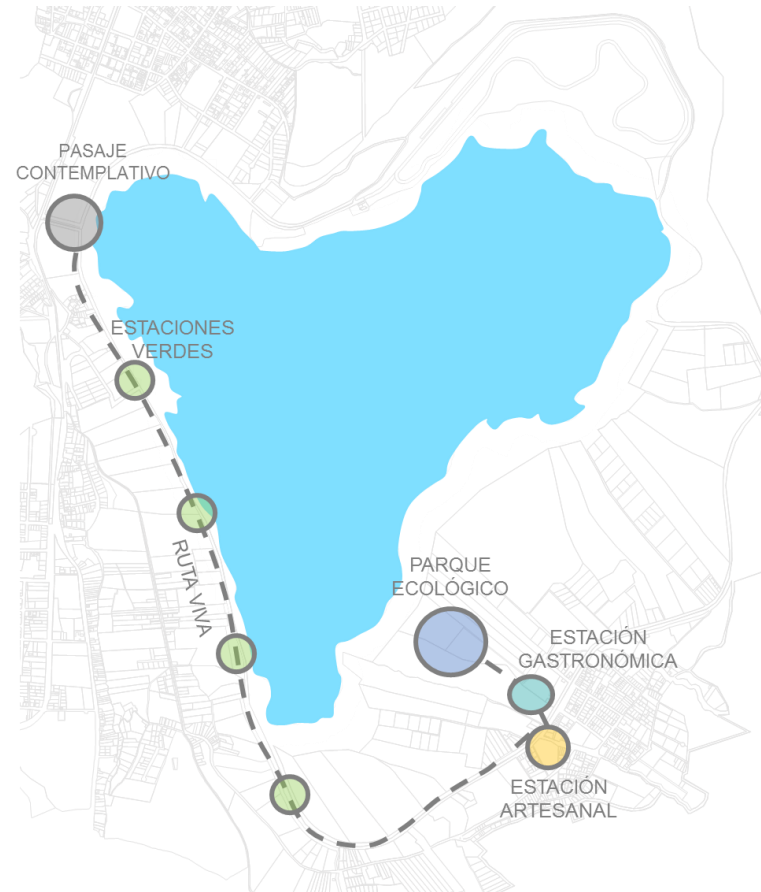 PASAJE
CONTEMPLATIVO
ESTACIONES
VERDES
RUTA VIVA
PARQUE
ECOLÓGICO
ESTACIÓN
GASTRONÓMICA
ESTACIÓN
ARTESANAL